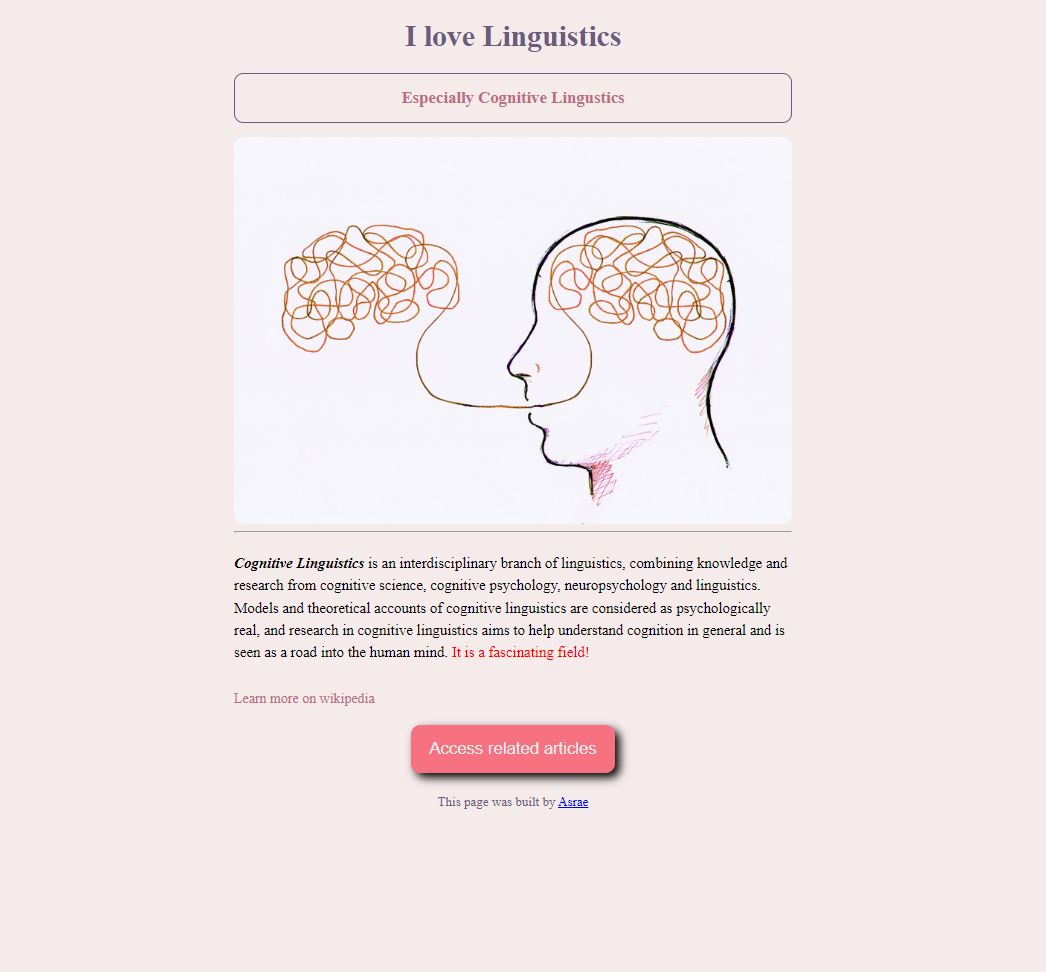 I love Linguistics
Especially Cognitive Lingustics
Cognitive Linguistics is an interdisciplinary branch of linguistics, combining knowledge and
research from cognitive science, cognitive psychology, neuropsychology and linguistics.
Models and theoretical accounts of cognitive linguistics are considered as psychologically
real, and research in cognitive linguistics aims to help understand cognition in general and is
seen as a road into the human mind. It is a fascinating field!
Learn more on wikipedia
Access related articles
This page was built by Asrae